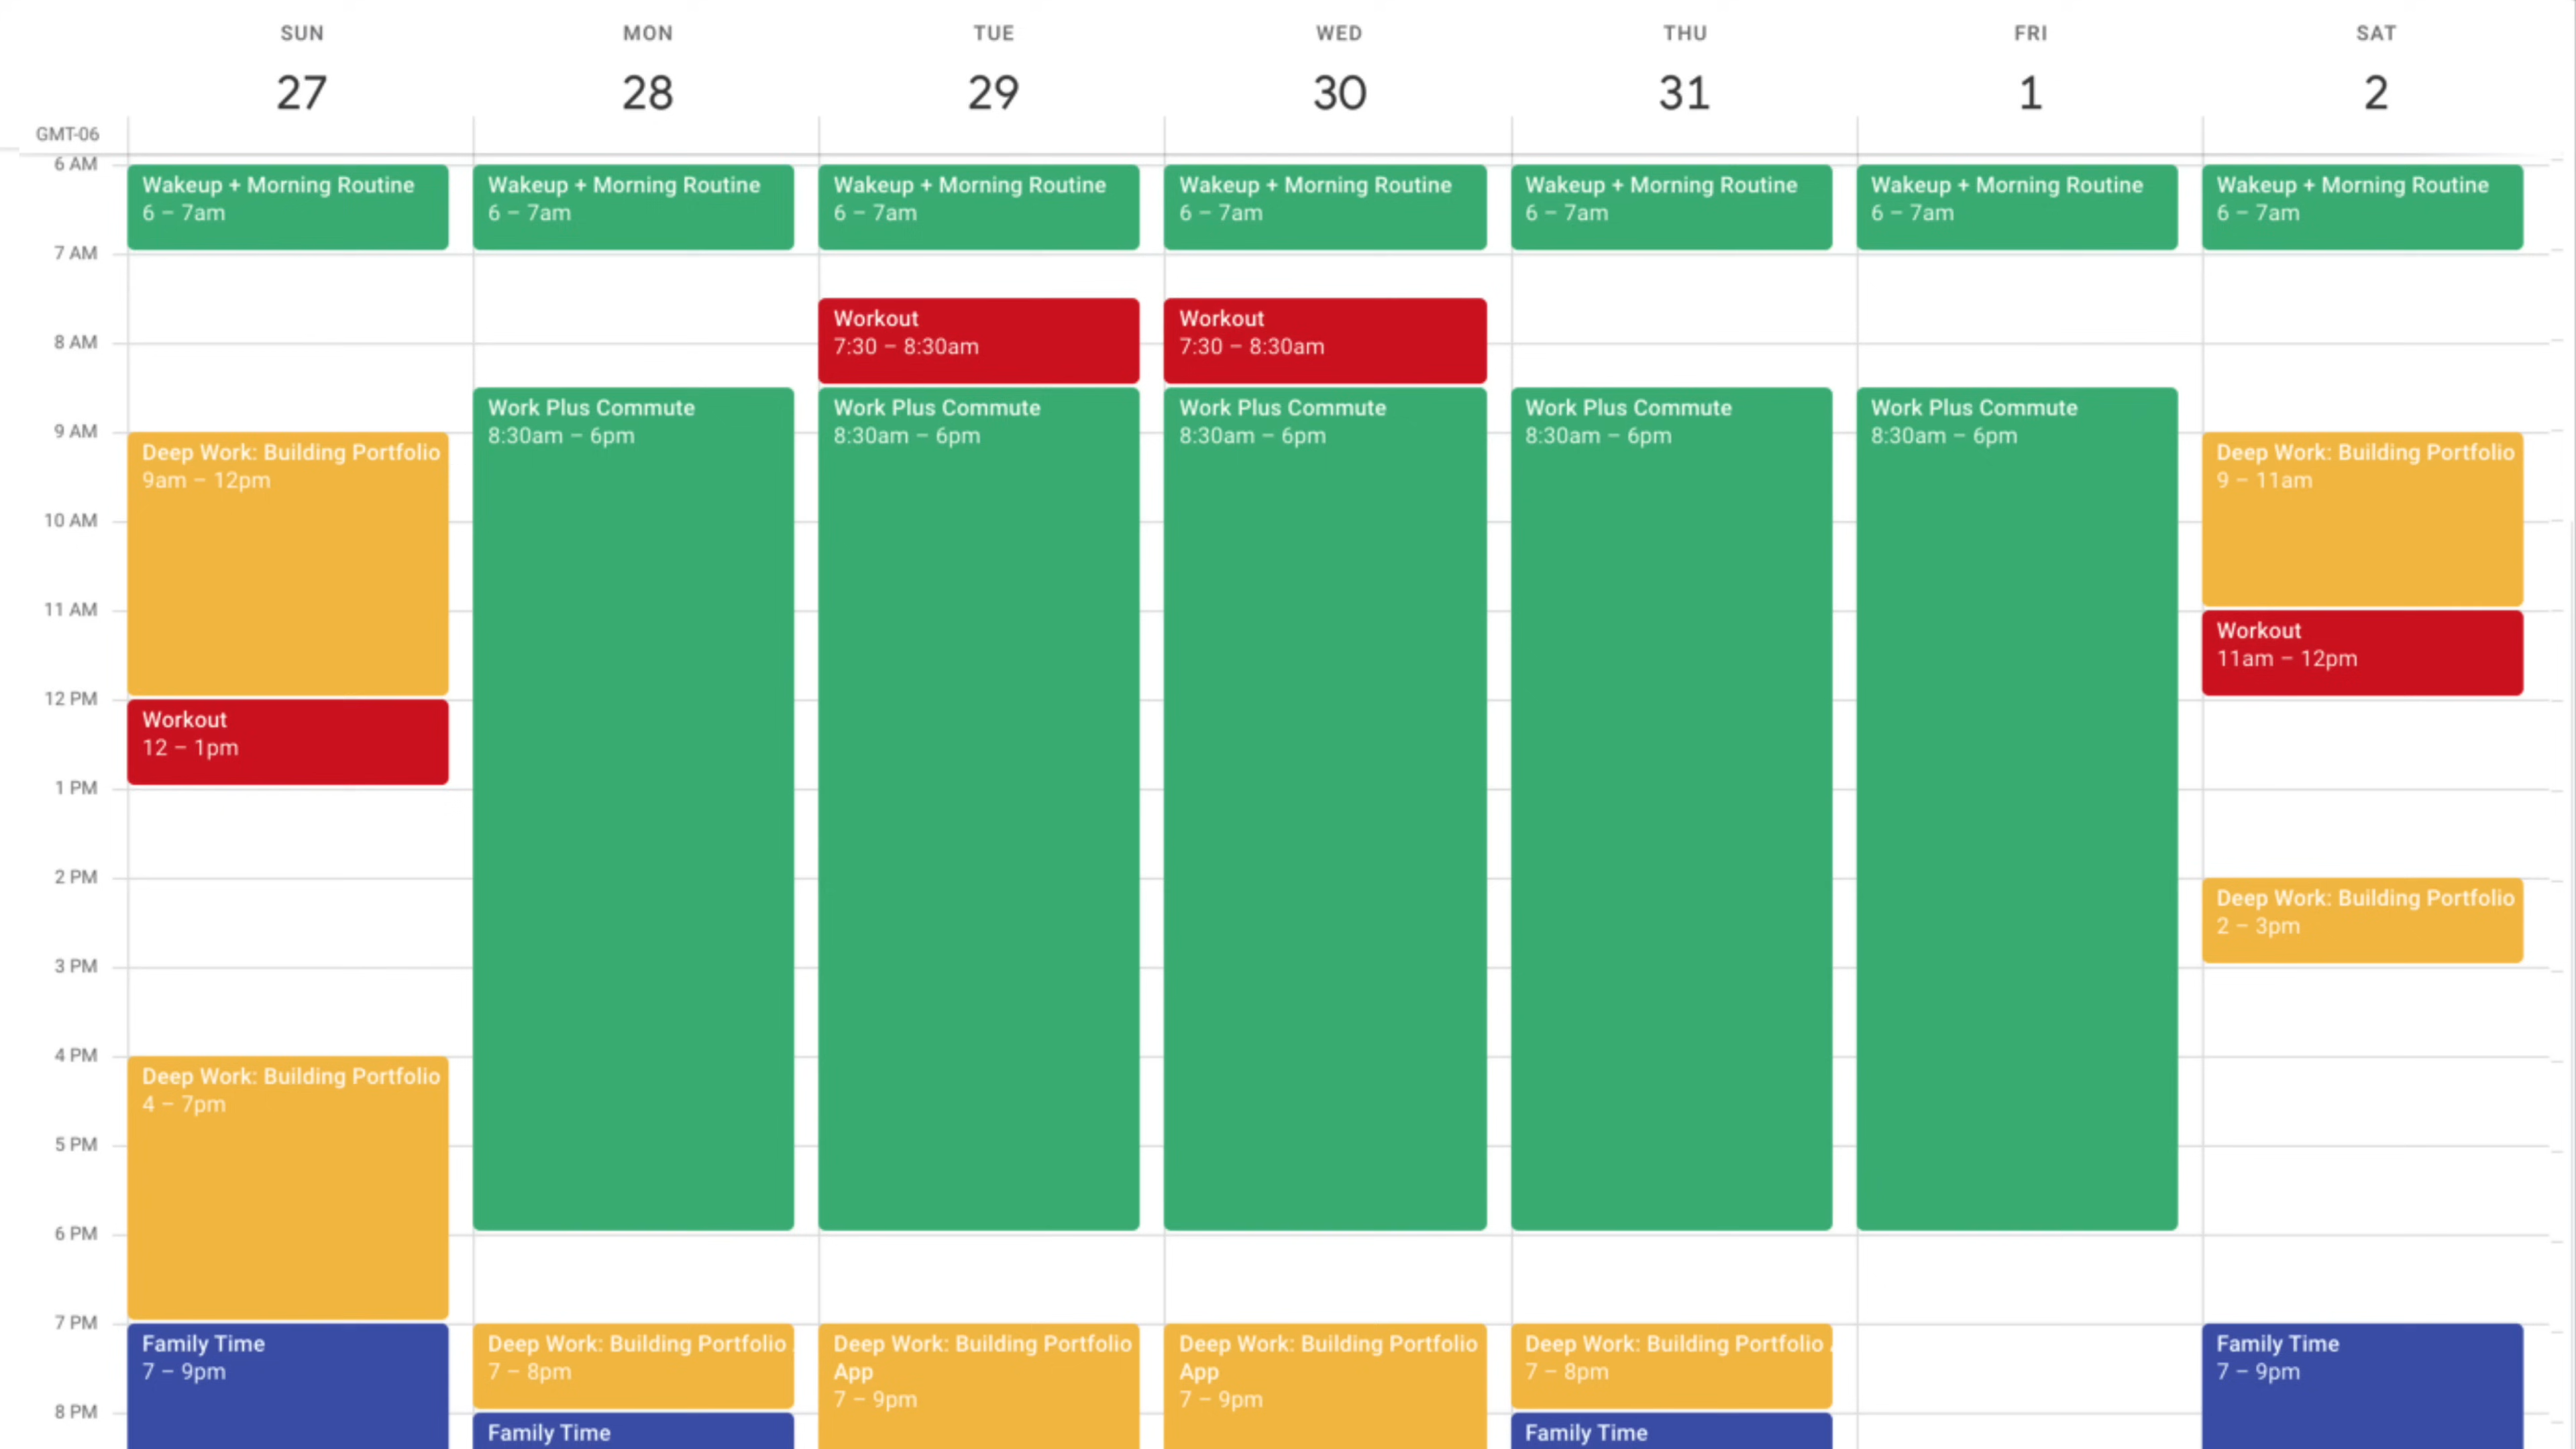 SUN
27
MON
28
TUE
29
WED
30
THU
31
FRI
1
SAT
2
GMT-06
6 AM
7 AM
8 AM
9 AM
10 AM
11 AM
12 PM
1 PM
2 PM
3 PM
4 PM
5 PM
6 PM
7 PM
8 PM
Wakeup + Morning Routine
6 – 7am
Deep Work: Building Portfolio
9am – 12pm
Workout
12 – 1pm
Deep Work: Building Portfolio
4 – 7pm
Family Time
7 – 9pm
Wakeup + Morning Routine
6 – 7am
Work Plus Commute
8:30am – 6pm
Deep Work: Building Portfolio
7 – 8pm
Family Time
Wakeup + Morning Routine
6 – 7am
Workout
7:30 – 8:30am
Work Plus Commute
8:30am – 6pm
Deep Work: Building Portfolio
App
7 – 9pm
Wakeup + Morning Routine
6 – 7am
Workout
7:30 – 8:30am
Work Plus Commute
8:30am – 6pm
Deep Work: Building Portfolio
App
7 – 9pm
Wakeup + Morning Routine
6 – 7am
Work Plus Commute
8:30am – 6pm
Deep Work: Building Portfolio
7 – 8pm
Family Time
Wakeup + Morning Routine
6 – 7am
Work Plus Commute
8:30am – 6pm
Wakeup + Morning Routine
6 – 7am
Deep Work: Building Portfolio
9 – 11am
Workout
11am – 12pm
Deep Work: Building Portfolio
2 – 3pm
Family Time
7 – 9pm